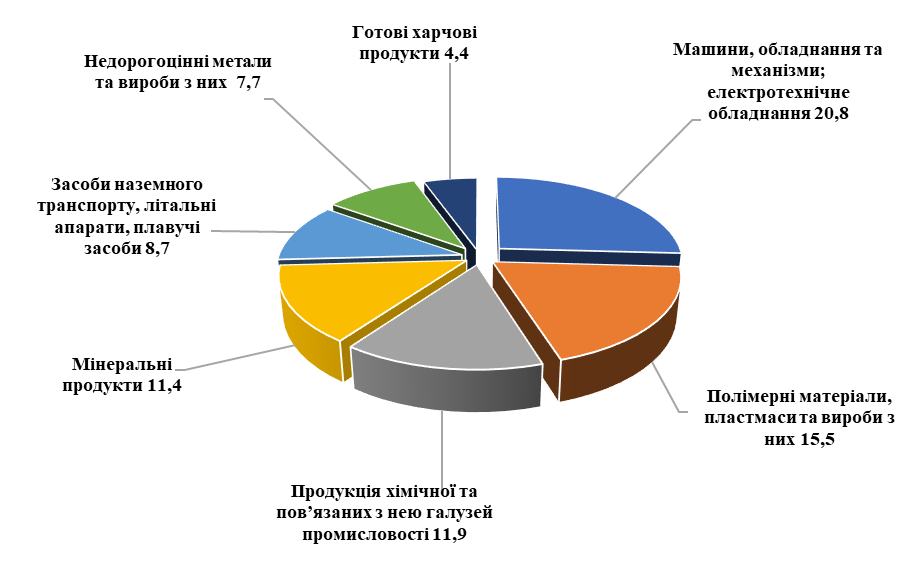 Готові харчові
продукти 4,4
Машини, обладнання та
механізми;
електротехнічне
обладнання 20,8
Недорогоцінні метали
та вироби з них 7,7
Засоби наземного
транспорту, літальні
апарати, плавучі
засоби 8,7
Мінеральні
продукти 11,4
Полімерні матеріали,
пластмаси та вироби з
них 15,5
Продукція хімічної та
пов’язаних з нею галузей
промисловості 11,9